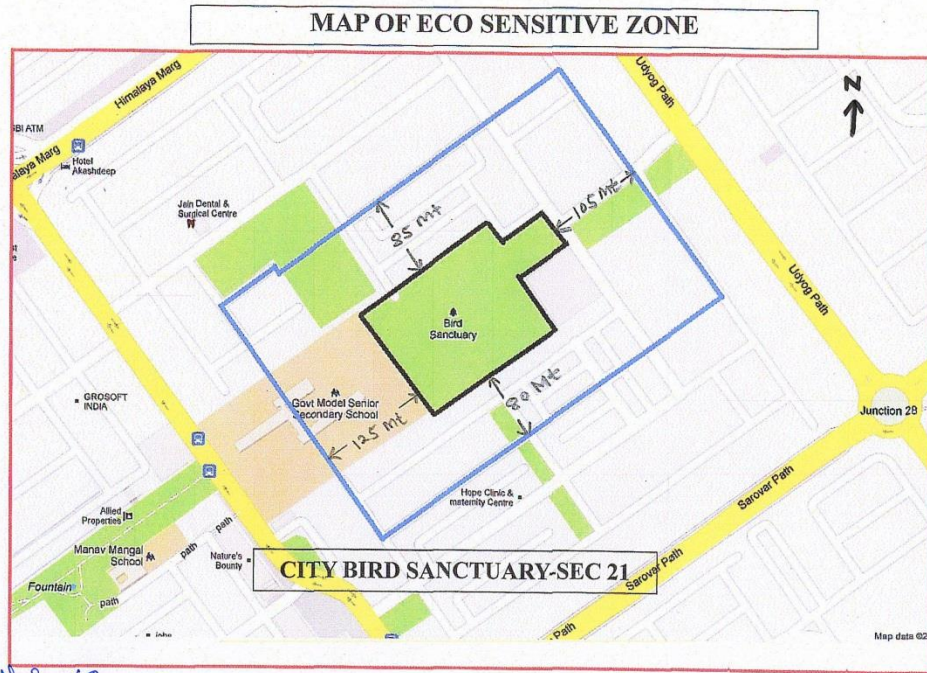 MAP OF ECO SENSITIVE ZONE
Himalaya Marg
Udyog Path
N
BI ATM
Hotel
Akashdeep
Marg
Jain Dental &
Surgical Centre
85 Mt
105 Mt
Udyog Path
Bird
Sanctuary
GROSOFT
INDIA
Govt Model Senior
Secondary School
80 Mt
125 Mt
Junction 28
Hope Clinic &
maternity Centre
Sarovar Path
Allied
Properties
path
path
Manav Mangal
School
Nature's
Bounty
CITY BIRD SANCTUARY-SEC 21
Sarovar Path
Fountain
path
Path
Map data ©2